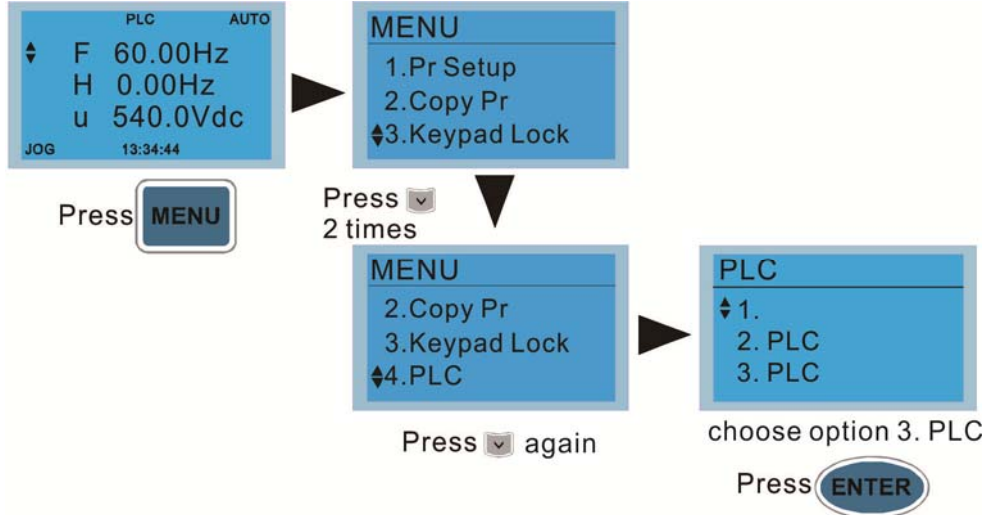 PLC AUTO
F 60.00Hz
H 0.00Hz
u 540.0Vdc
JOG 13:34:44
Press MENU
MENU
1.Pr Setup
2.Copy Pr
3.Keypad Lock
Press
2 times
MENU
2.Copy Pr
3.Keypad Lock
4.PLC
Press again
PLC
1.
2. PLC
3. PLC
choose option 3. PLC
Press ENTER